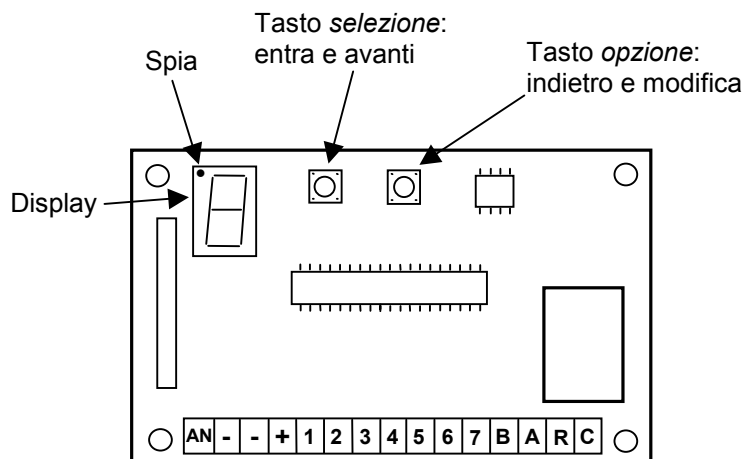 Tasto selezione:
entra e avanti
Tasto opzione:
indietro e modifica
Spia
Display
AN - - + 1 2 3 4 5 6 7 B A R C